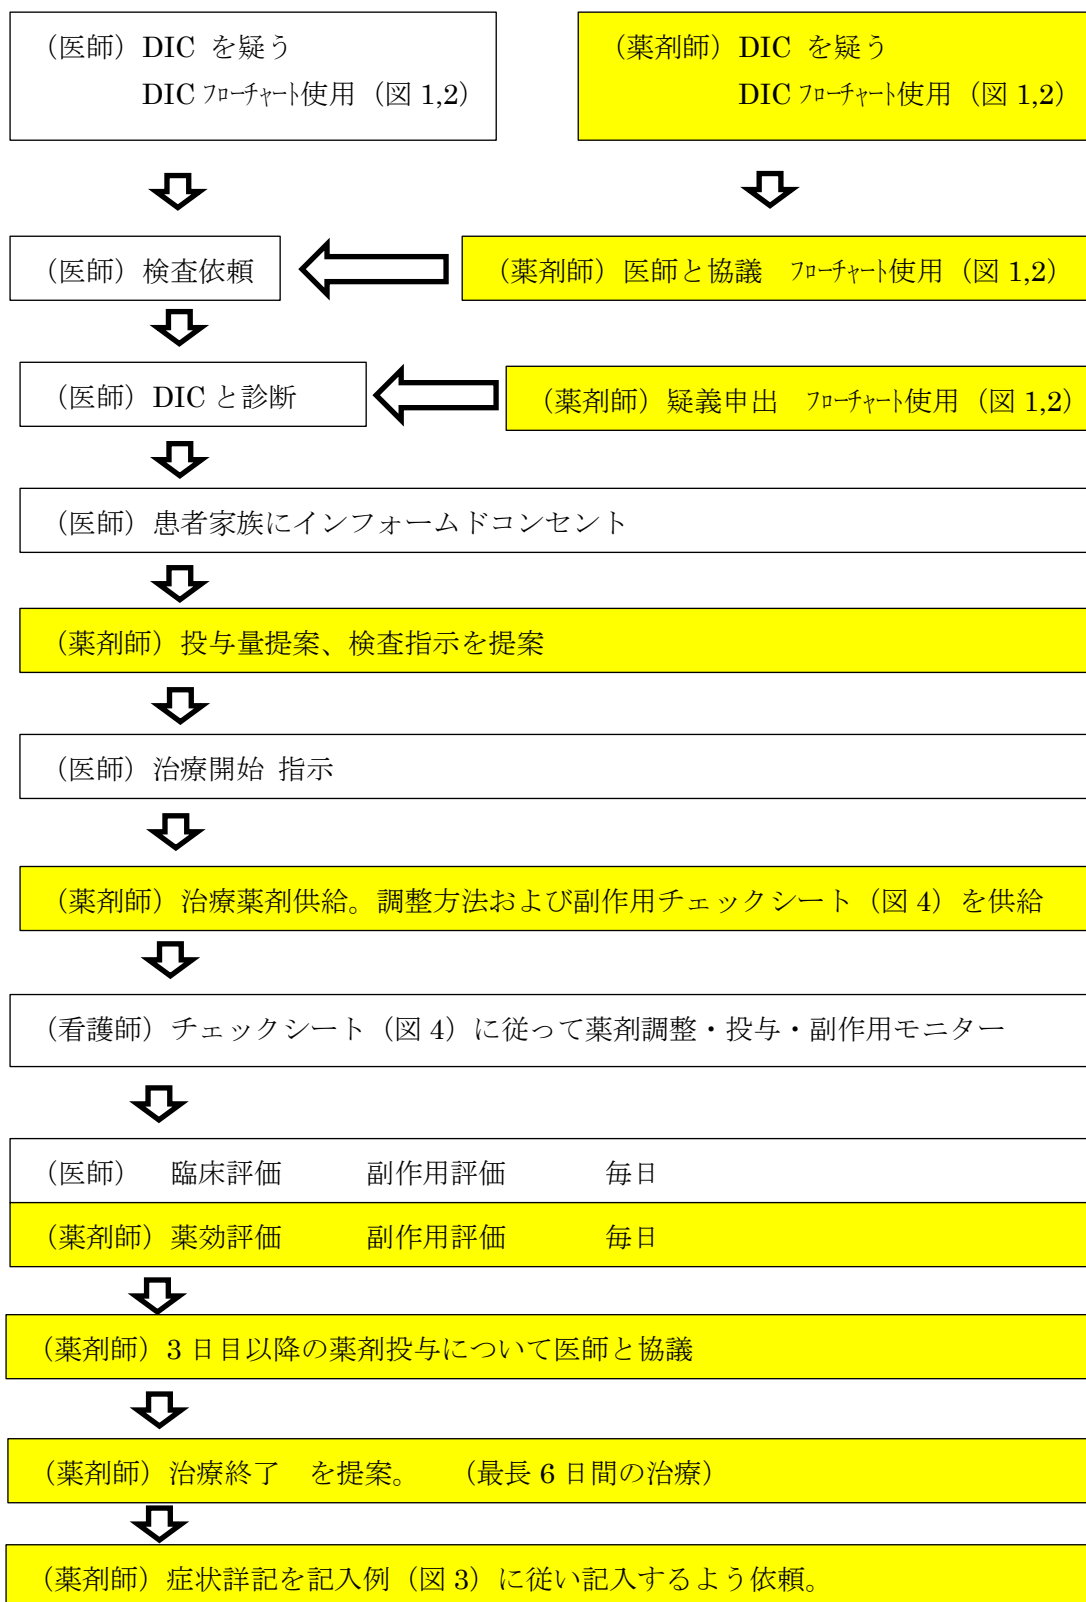 (医師) DIC を疑う
DIC フローチャート使用 (図 1,2)
(薬剤師) DIC を疑う
DIC フローチャート使用 (図 1,2)
(医師) 検査依頼
(薬剤師) 医師と協議 フローチャート使用 (図 1,2)
(医師) DIC と診断
(薬剤師) 疑義申出 フローチャート使用 (図 1,2)
(医師) 患者家族にインフォームドコンセント
(薬剤師) 投与量提案、検査指示を提案
(医師) 治療開始 指示
(薬剤師) 治療薬剤供給。調整方法および副作用チェックシート (図 4) を供給
(看護師) チェックシート (図 4) に従って薬剤調整・投与・副作用モニター
(医師) 臨床評価 副作用評価 毎日
(薬剤師) 薬効評価 副作用評価 毎日
(薬剤師) 3 日目以降の薬剤投与について医師と協議
(薬剤師) 治療終了 を提案。 (最長 6 日間の治療)
(薬剤師) 症状詳記を記入例 (図 3) に従い記入するよう依頼。